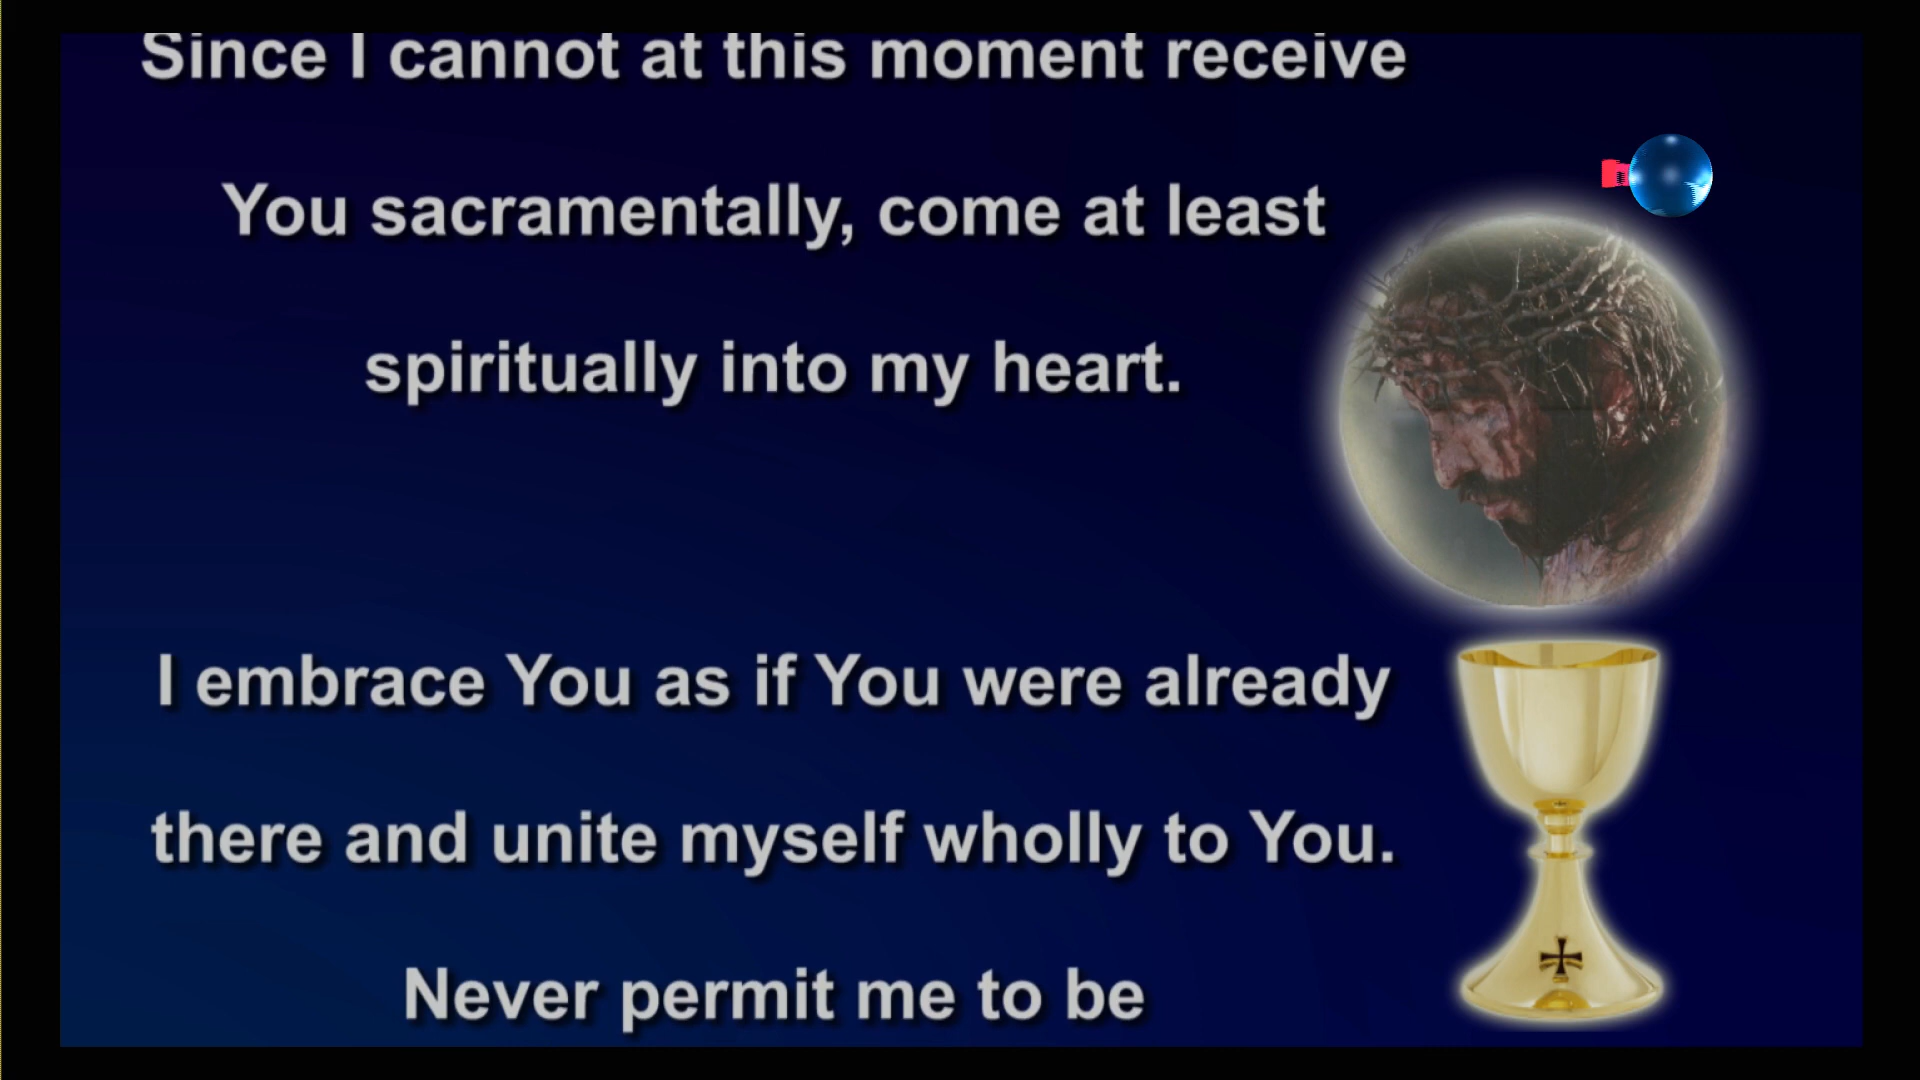 Since I cannot at this moment receive
You sacramentally, come at least
spiritually into my heart.
I embrace You as if You were already
there and unite myself wholly to You.
Never permit me to be